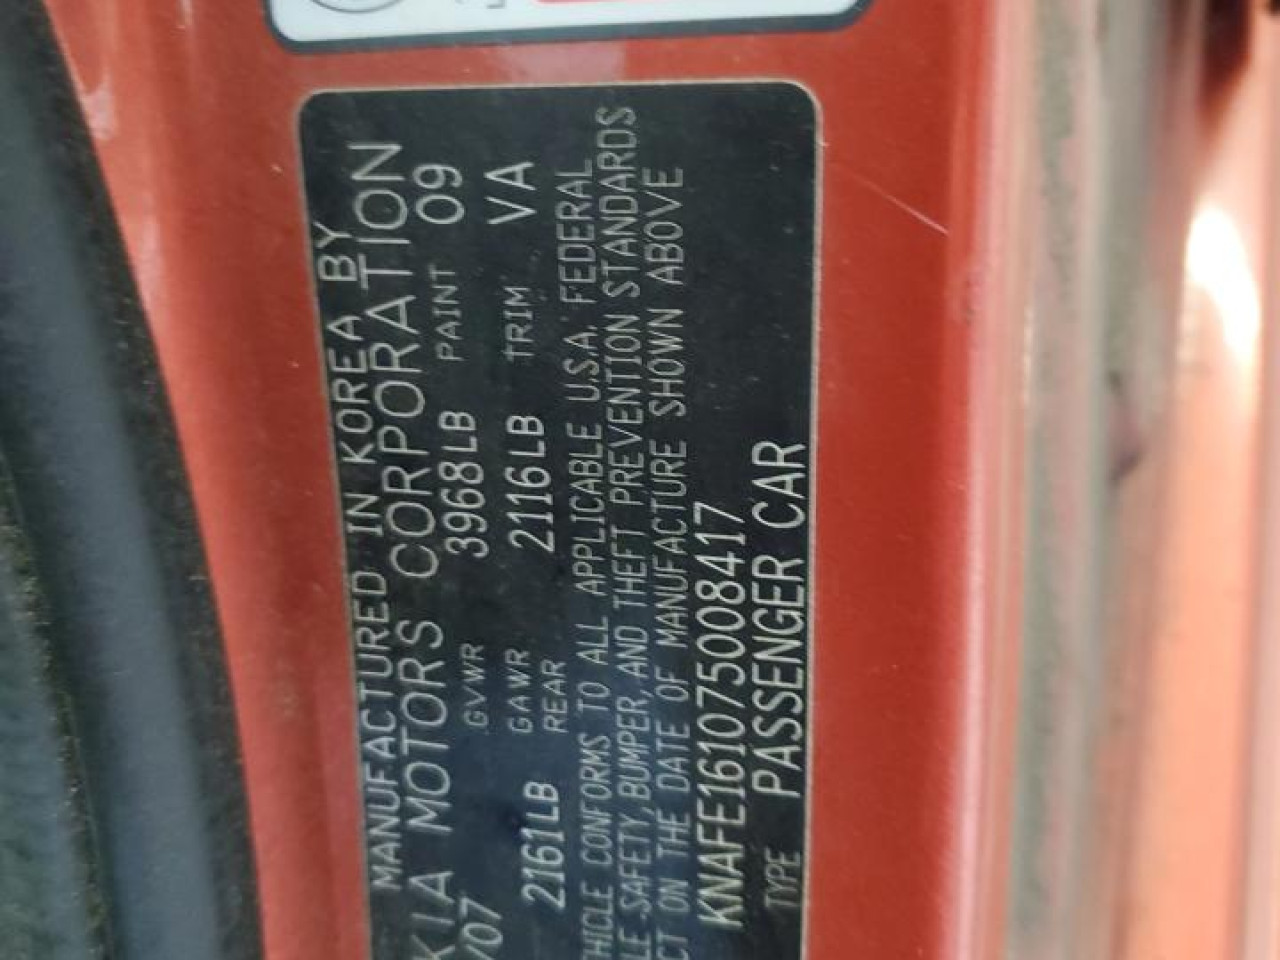 MANUFACTURED IN KOREA BY
KIA MOTORS CORPORATION
/07 GVWR 3968LB PAINT 09
2161LB GAWR REAR 2116LB TRIM VA
THICLE CONFORMS TO ALL APPLICABLE U.S.A. FEDERAL
LE SAFETY, BUMPER, AND THEFT PREVENTION STANDARDS
CT ON THE DATE OF MANUFACTURE SHOWN ABOVE
KNAFE161075008417
TYPE PASSENGER CAR